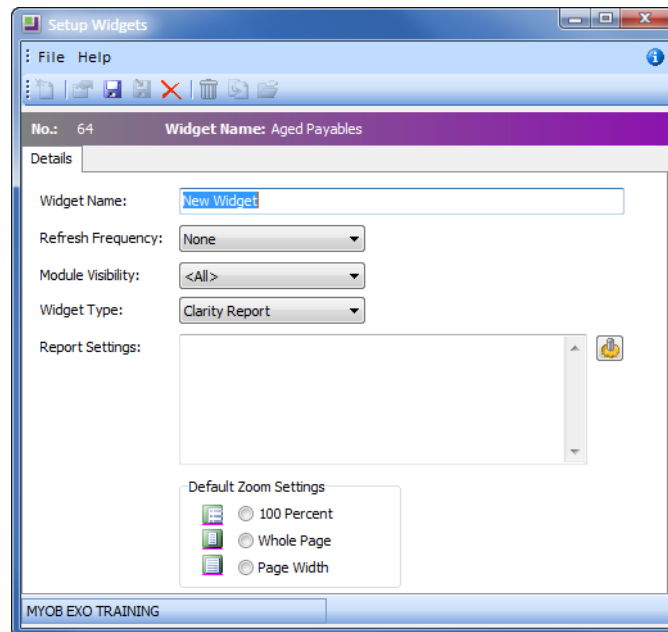 Setup Widgets
File Help
No.: 64 Widget Name: Aged Payables
Details
Widget Name: New Widget
Refresh Frequency: None
Module Visibility: <All>
Widget Type: Clarity Report
Report Settings:
Default Zoom Settings
100 Percent
Whole Page
Page Width
MYOB EXO TRAINING